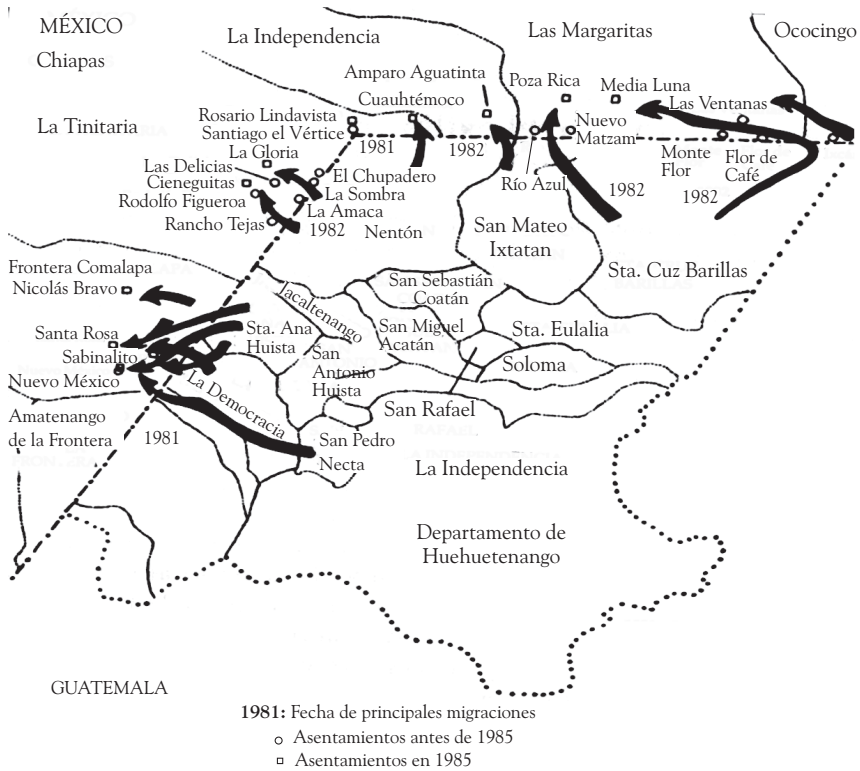 MÉXICO
Chiapas
La Independencia
Las Margaritas
Ococingo
Amparo Aguatinta
Cuauhtémoco
Poza Rica
Media Luna
Las Ventanas
La Tinitaria
Rosario Lindavista
Santiago el Vértice
La Gloria
1981
1982
Nuevo
Matzam
Monte
Flor
Flor de
Café
Las Delicias
Cieneguitas
Rodolfo Figueroa
Rancho Tejas
El Chupadero
La Sombra
La Amaca
1982
Nentón
Río Azul
1982
1982
San Mateo
Ixtatan
Sta. Cuz Barillas
Frontera Comalapa
Nicolás Bravo
Jacaltenango
San Sebastián
Coatán
Santa Rosa
Sabinalito
Nuevo México
Sta. Ana
Huista
San Miguel
Acatán
Sta. Eulalia
Soloma
San
Antonio
Huista
La Democracia
San Rafael
Amatenango
de la Frontera
1981
San Pedro
Necta
La Independencia
Departamento de
Huehuetenango
GUATEMALA
1981: Fecha de principales migraciones
Asentamientos antes de 1985
Asentamientos en 1985